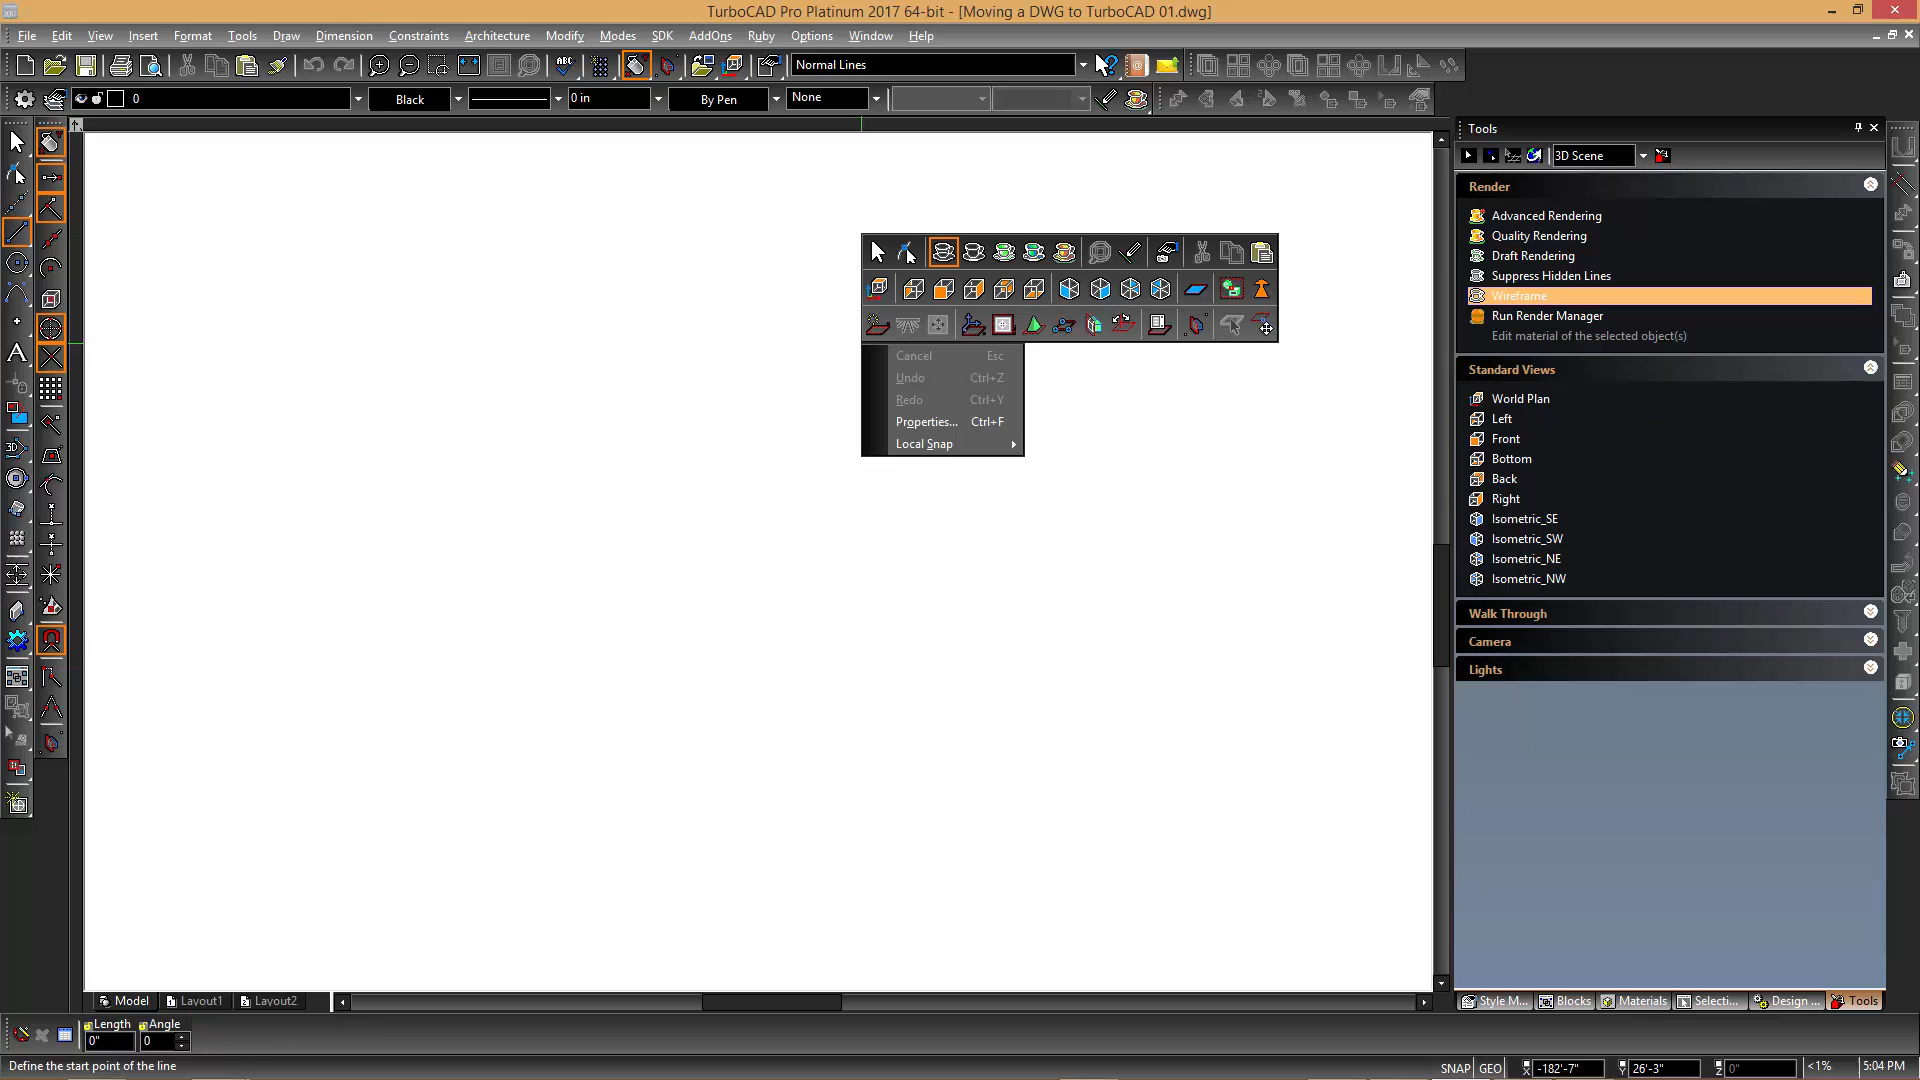 TurboCAD Pro Platinum 2017 64-bit - [Moving a DWG to TurboCAD 01.dwg]
File Edit View Insert Format Tools Draw Dimension Constraints Architecture Modify Modes SDK AddOns Ruby Options Window Help
ABC Normal Lines
0 Black 0 in By Pen None
Tools
3D Scene
Render
Advanced Rendering
Quality Rendering
Draft Rendering
Suppress Hidden Lines
Wireframe
Run Render Manager
Edit material of the selected object(s)
Standard Views
World Plan
Left
Front
Bottom
Back
Right
Isometric_SE
Isometric_SW
Isometric_NE
Isometric_NW
Walk Through
Camera
Lights
Cancel Esc
Undo Ctrl+Z
Redo Ctrl+Y
Properties... Ctrl+F
Local Snap
3D
Model Layout1 Layout2
Style M... Blocks Materials Selecti... Design ... Tools
Length Angle
0" 0
Define the start point of the line
SNAP GEO X -182'-7" Y 26'-3" Z 0" <1% 5:04 PM